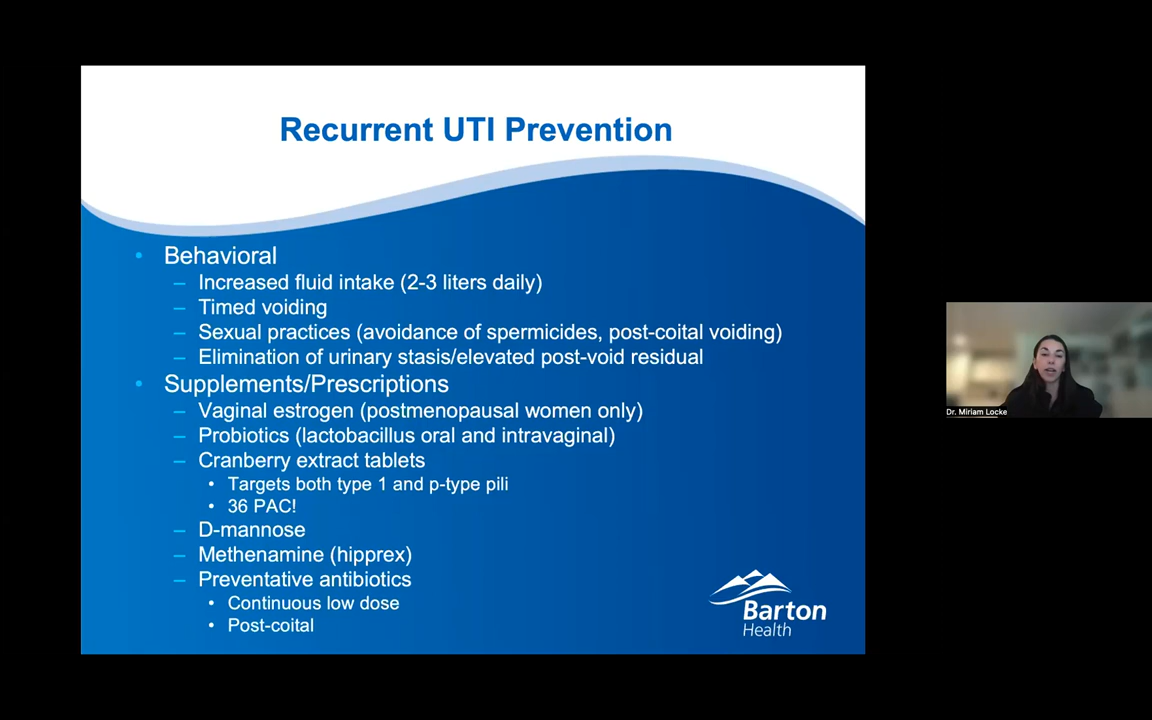 Recurrent UTI Prevention
• Behavioral
– Increased fluid intake (2-3 liters daily)
– Timed voiding
– Sexual practices (avoidance of spermicides, post-coital voiding)
– Elimination of urinary stasis/elevated post-void residual
• Supplements/Prescriptions
– Vaginal estrogen (postmenopausal women only)
– Probiotics (lactobacillus oral and intravaginal)
– Cranberry extract tablets
• Targets both type 1 and p-type pili
• 36 PAC!
– D-mannose
– Methenamine (hipprex)
– Preventative antibiotics
• Continuous low dose
• Post-coital
Barton
Health
Dr. Miriam Locke